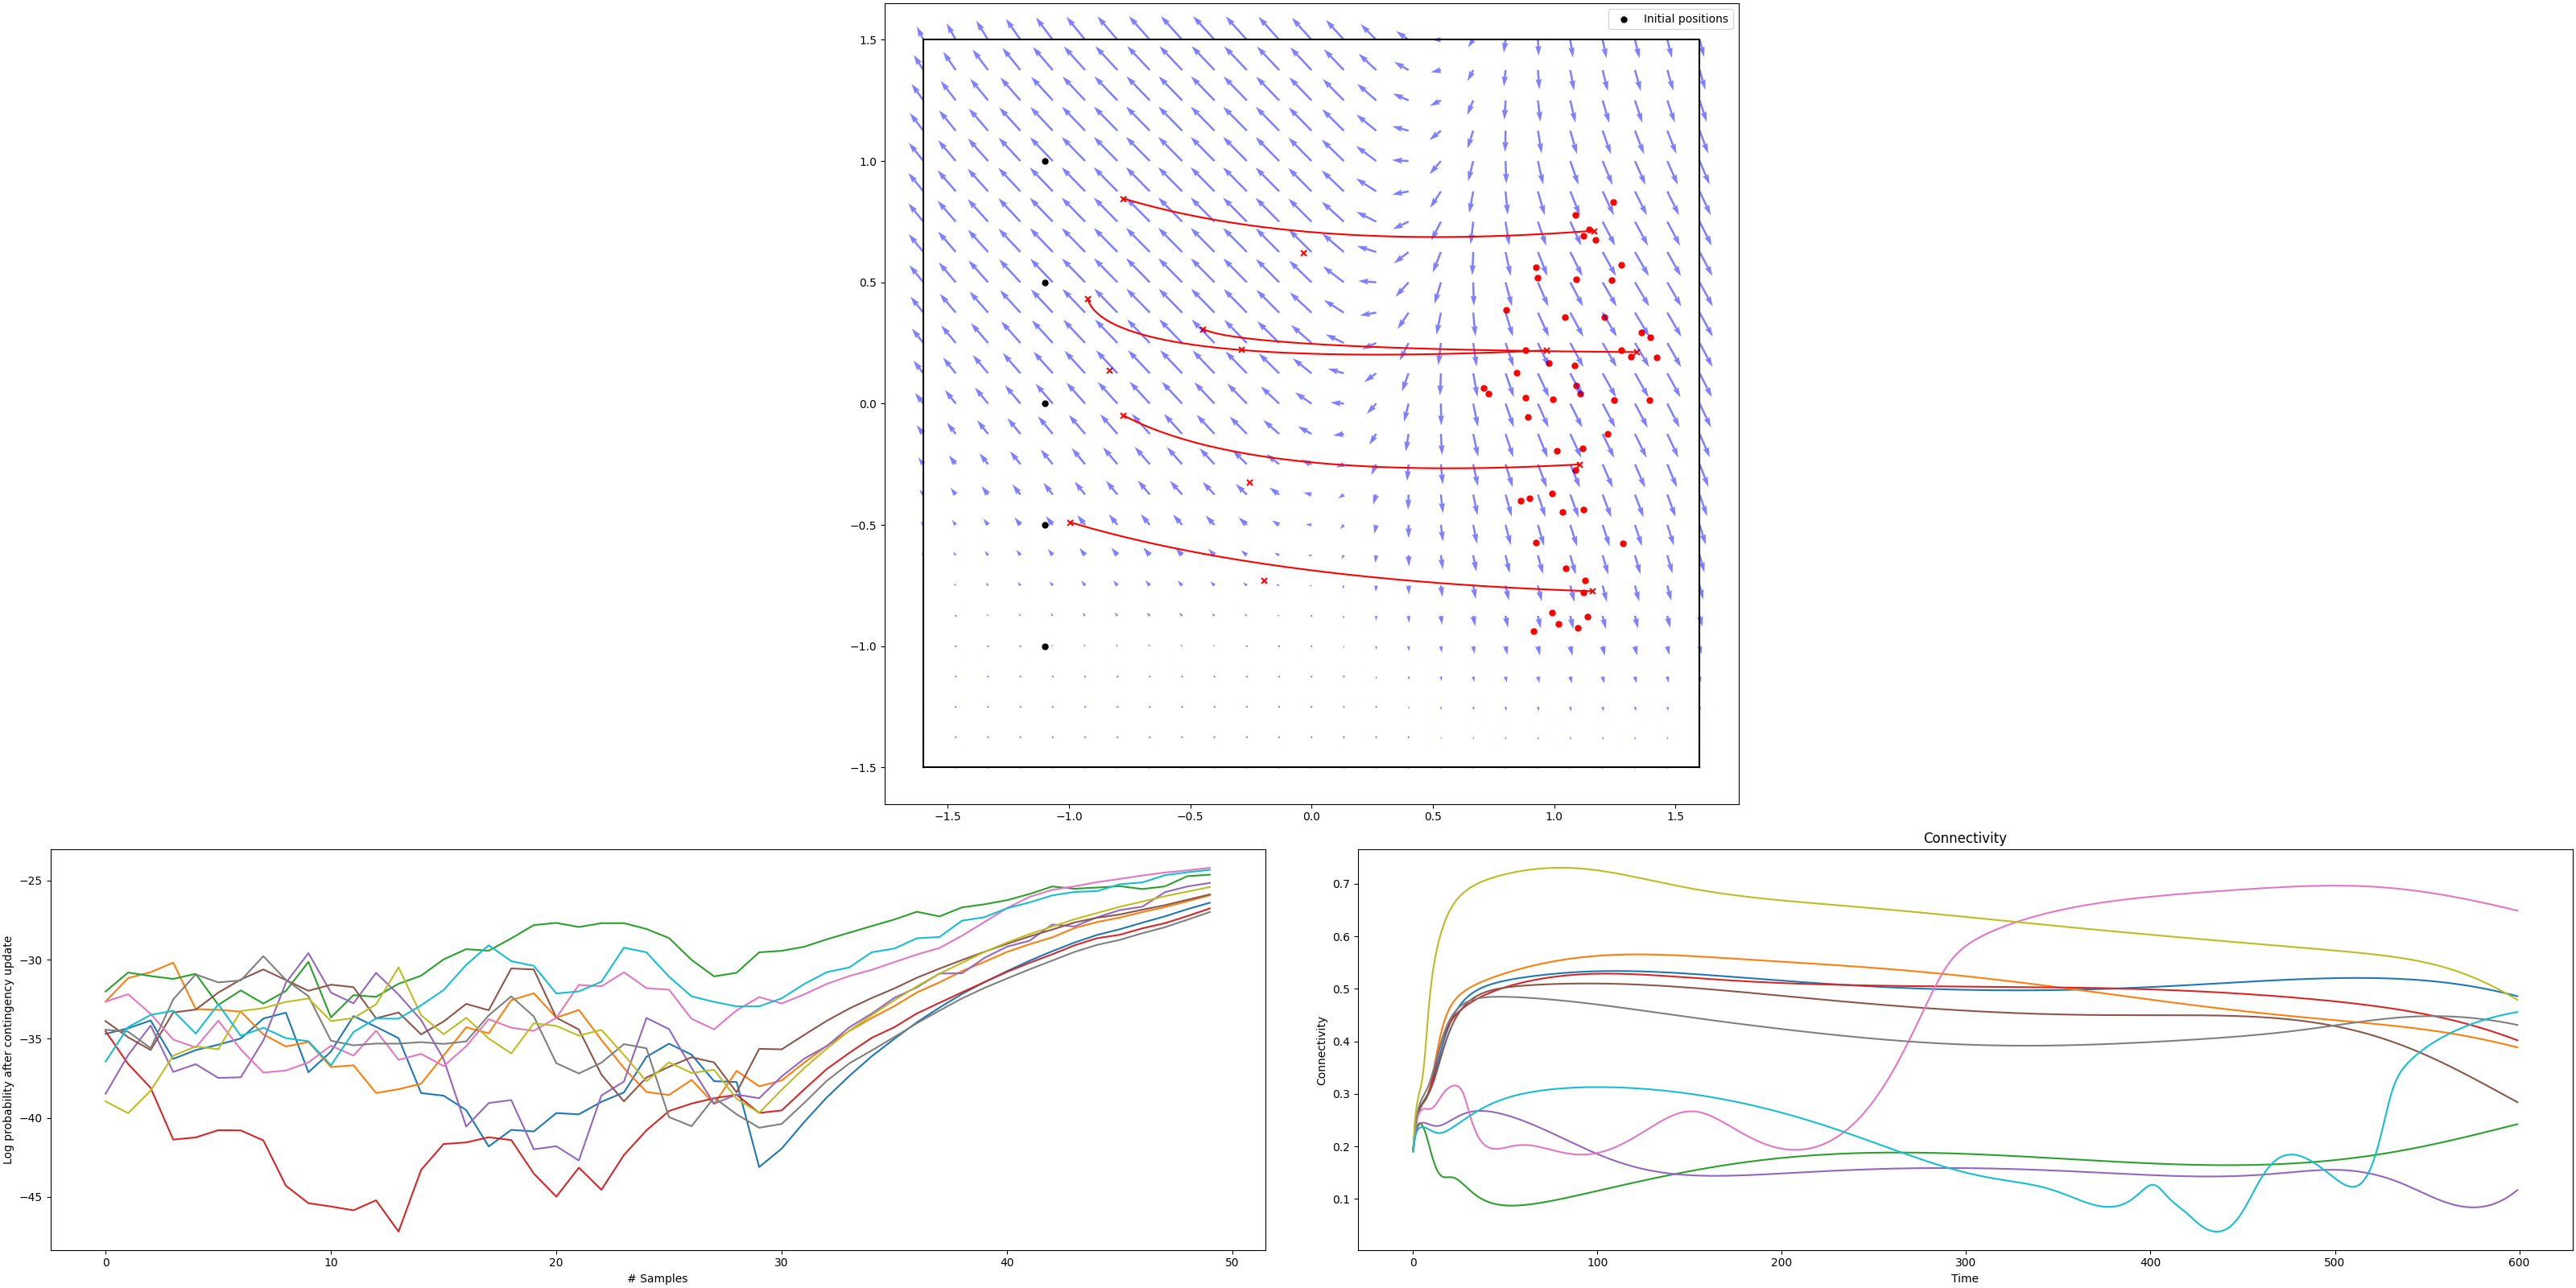 Initial positions
1.5
1.0
0.5
0.0
−0.5
−1.0
−1.5
−1.5 −1.0 −0.5 0.0 0.5 1.0 1.5
Log probability after contingency update
−25
−30
−35
−40
−45
0 10 20 30 40 50
# Samples
Connectivity
Connectivity
0.7
0.6
0.5
0.4
0.3
0.2
0.1
0 100 200 300 400 500 600
Time